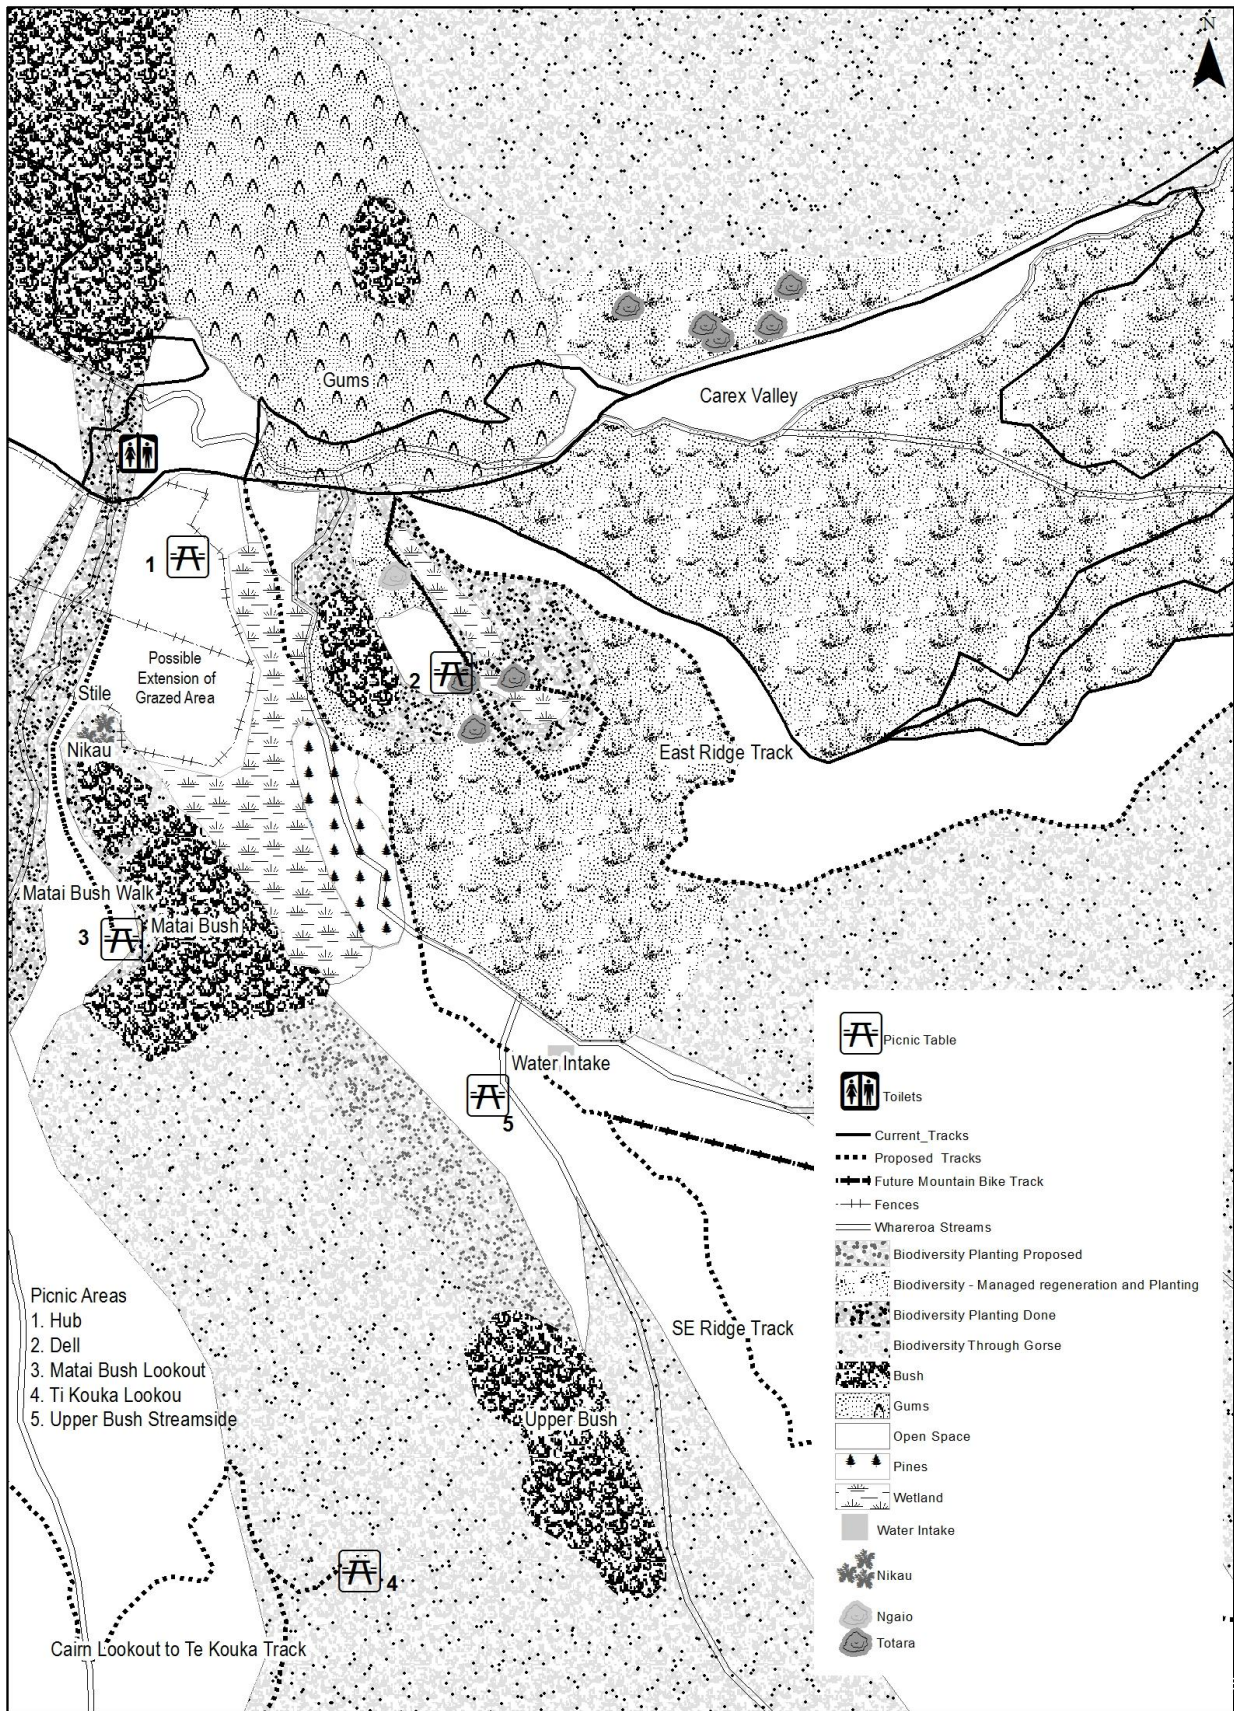 N
Gums
Carex Valley
1
Possible
Extension of
Grazed Area
2
Stile
Nikau
East Ridge Track
Matai Bush Walk
3
Matai Bush
Water Intake
5
Picnic Areas
1. Hub
2. Dell
3. Matai Bush Lookout
4. Ti Kouka Lookou
5. Upper Bush Streamside
SE Ridge Track
Upper Bush
4
Cairn Lookout to Te Kouka Track
Picnic Table
Toilets
Current_Tracks
Proposed Tracks
Future Mountain Bike Track
Fences
Whareroa Streams
Biodiversity Planting Proposed
Biodiversity - Managed regeneration and Planting
Biodiversity Planting Done
Biodiversity Through Gorse
Bush
Gums
Open Space
Pines
Wetland
Water Intake
Nikau
Ngaio
Totara